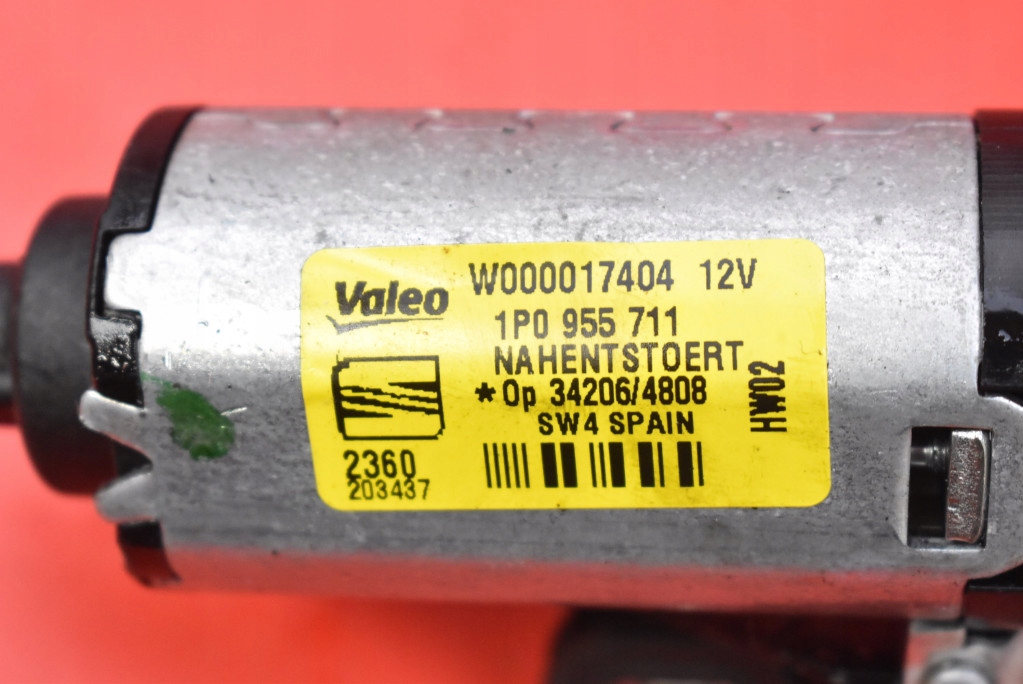 Valeo W000017404 12V
1P0 955 711
NAHENTSTOERT
*Op 34206/4808
SW4 SPAIN
HW02
2360
203437